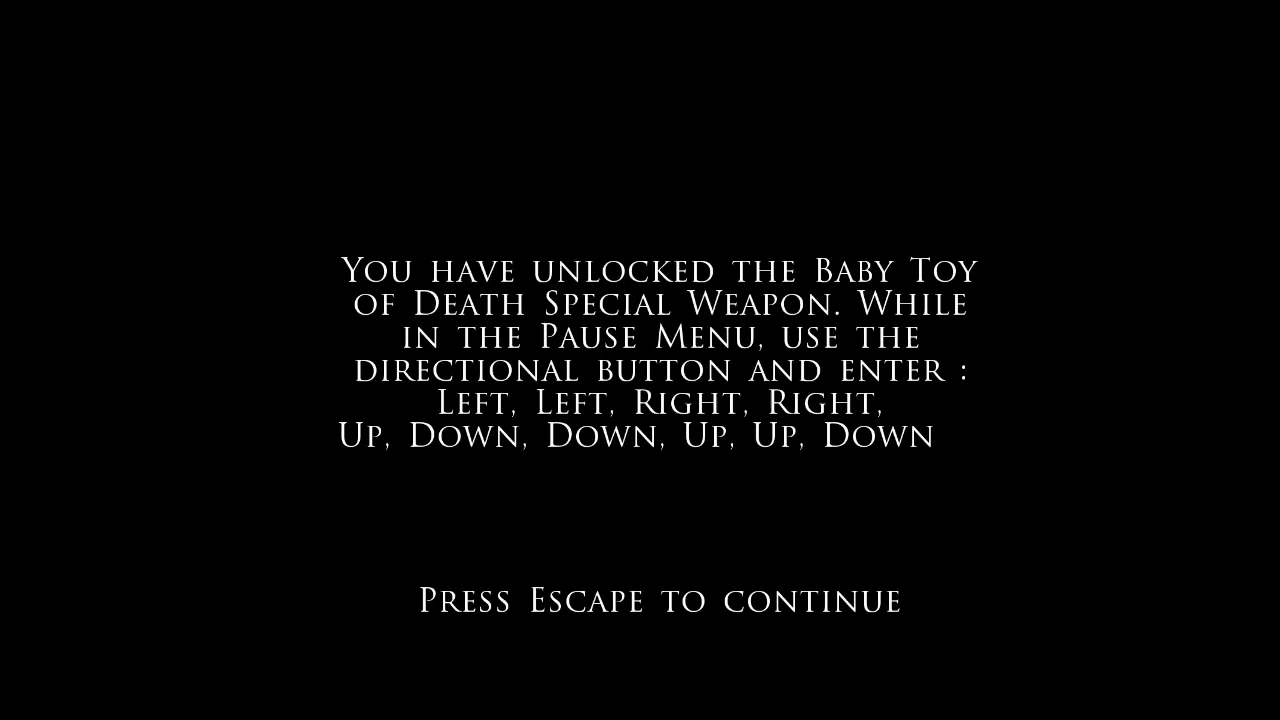 You have unlocked the Baby Toy
of Death Special Weapon. While
in the Pause Menu, use the
directional button and enter :
Left, Left, Right, Right,
Up, Down, Down, Up, Up, Down
Press Escape to continue